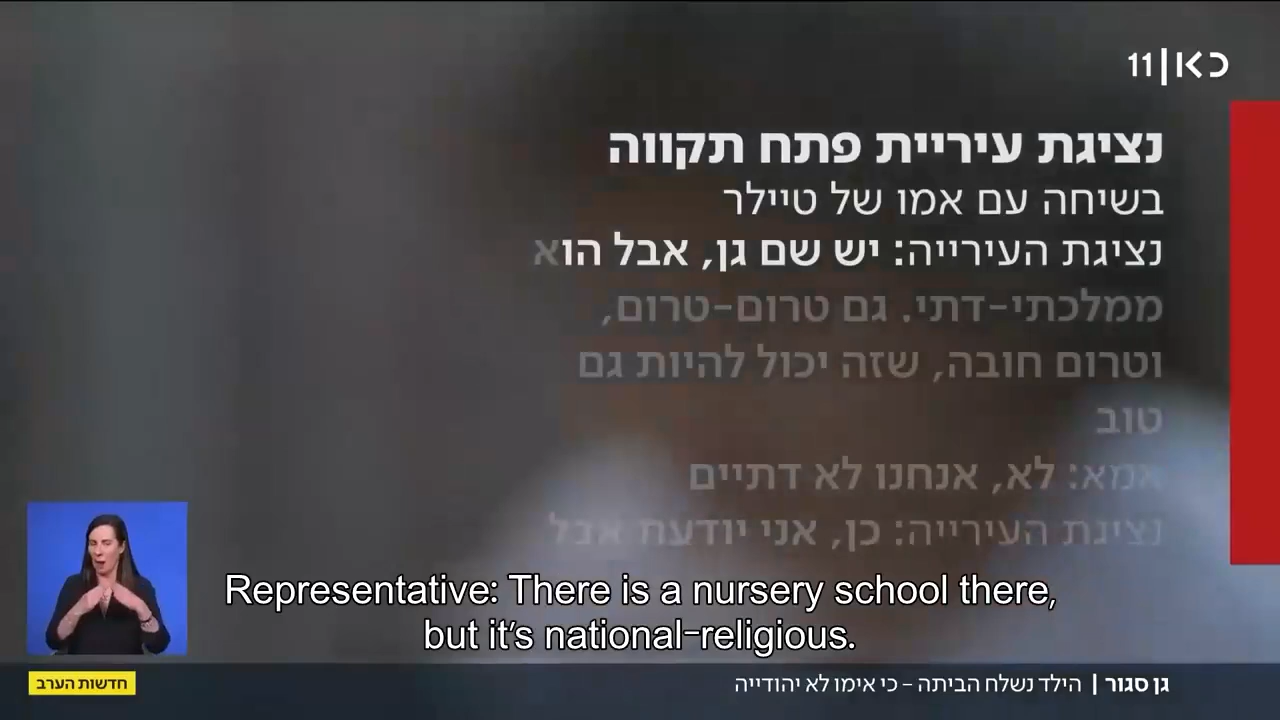 כאן 11
נציגת עיריית פתח תקווה
בשיחה עם אמו של טיילר
נציגת העירייה: יש שם גן, אבל הוא
ממלכתי-דתי. גם טרום-טרום,
וטרום חובה, שזה יכול להיות גם
טוב
אמא: לא, אנחנו לא דתיים
נציגת העירייה: כן, אני יודעת אבל
Representative: There is a nursery school there,
but it's national-religious.
גן סגור | הילד נשלח הביתה - כי אימו לא יהודייה
חדשות הערב